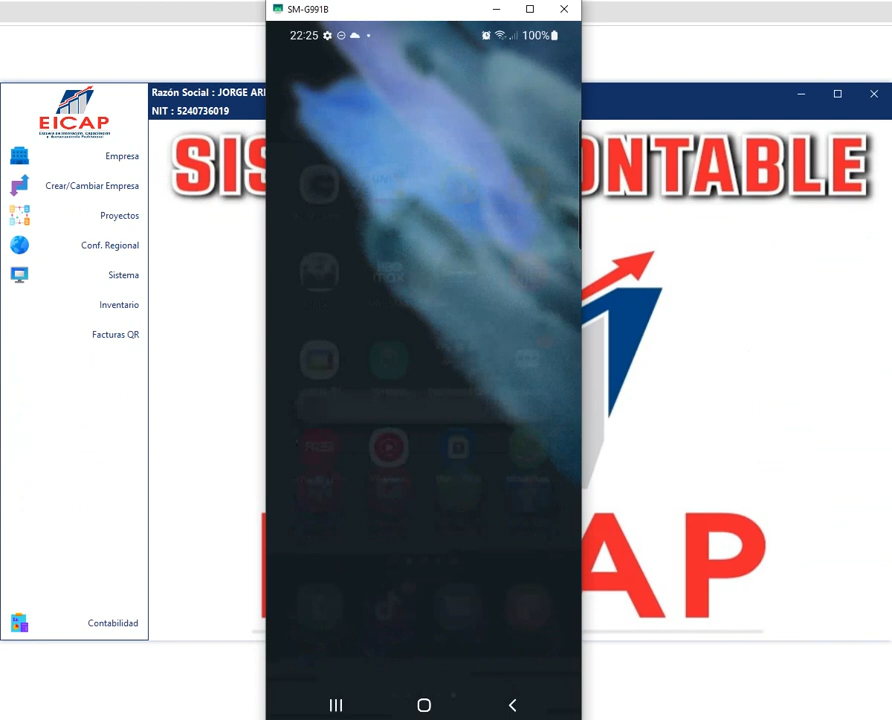 SM-G991B
22:25
100%
Razón Social : JORGE ARI
NIT : 5240736019
EICAP
SIS ONTABLE
Empresa
Crear/Cambiar Empresa
Proyectos
Conf. Regional
Sistema
Inventario
Facturas QR
AP
Contabilidad